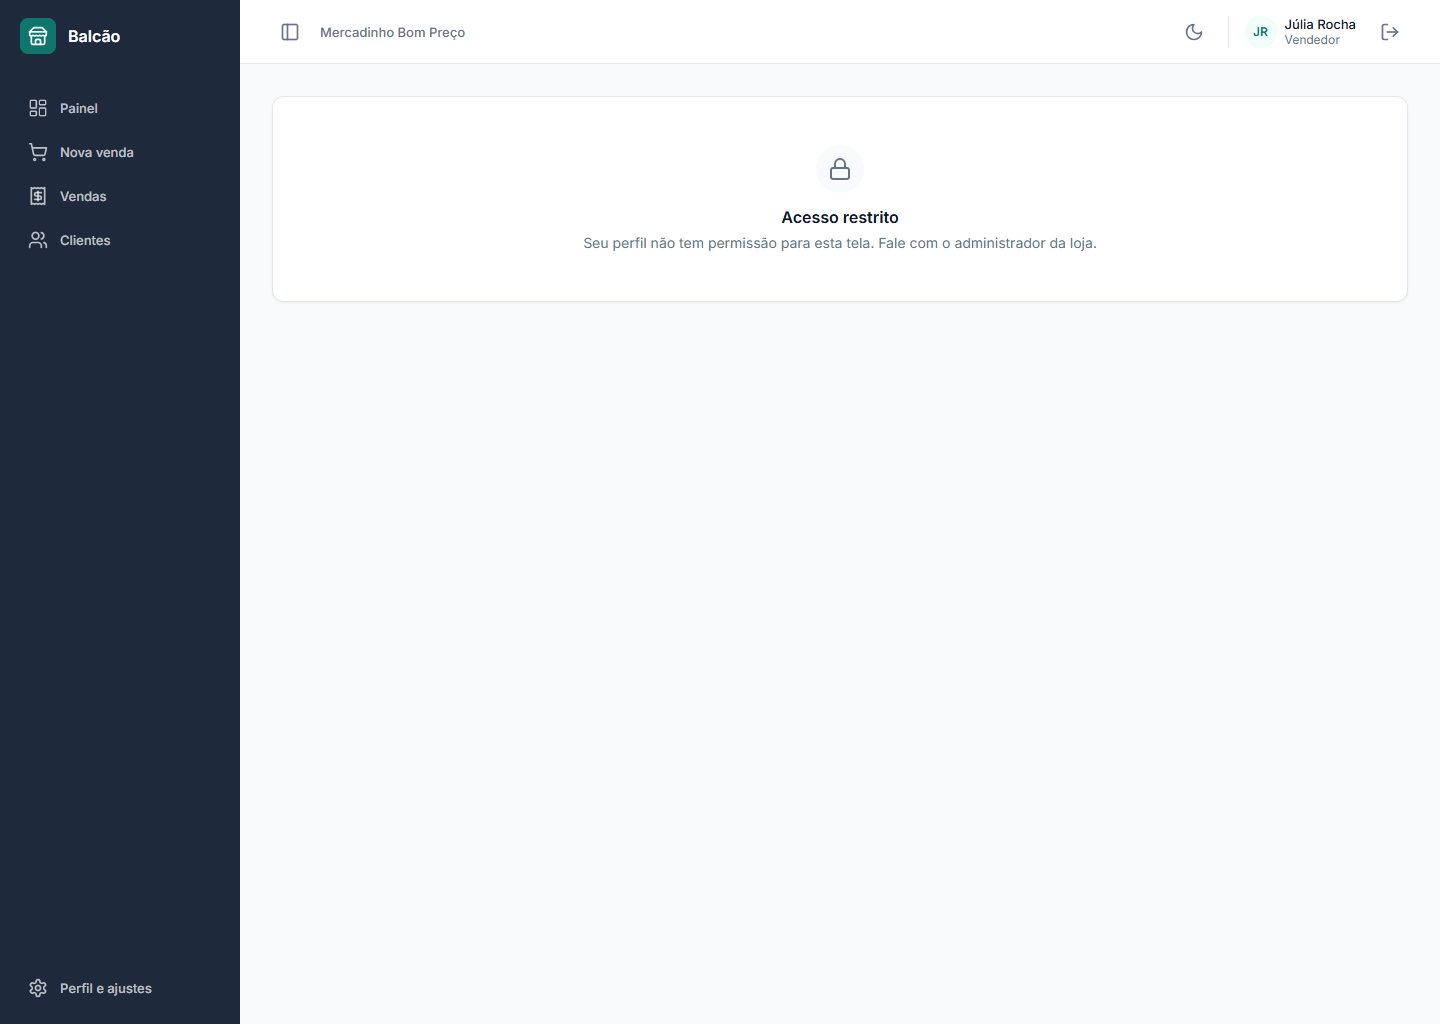 Balcão
Painel
Nova venda
Vendas
Clientes
Perfil e ajustes
Mercadinho Bom Preço
JR
Júlia Rocha
Vendedor
Acesso restrito
Seu perfil não tem permissão para esta tela. Fale com o administrador da loja.